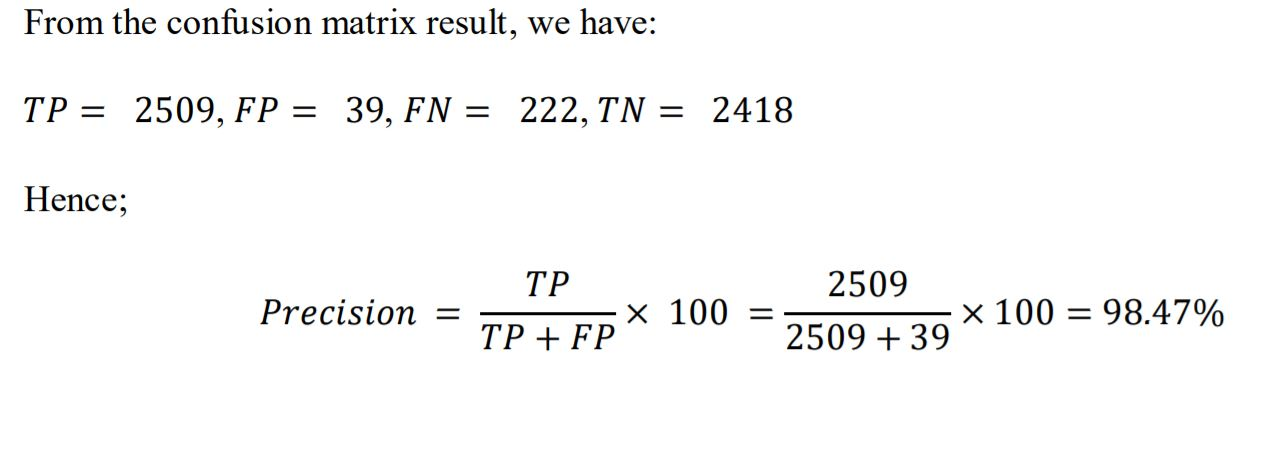 From the confusion matrix result, we have:
TP = 2509, FP = 39, FN = 222, TN = 2418
Hence;
Precision = TP / (TP + FP) × 100 = 2509 / (2509 + 39) × 100 = 98.47%